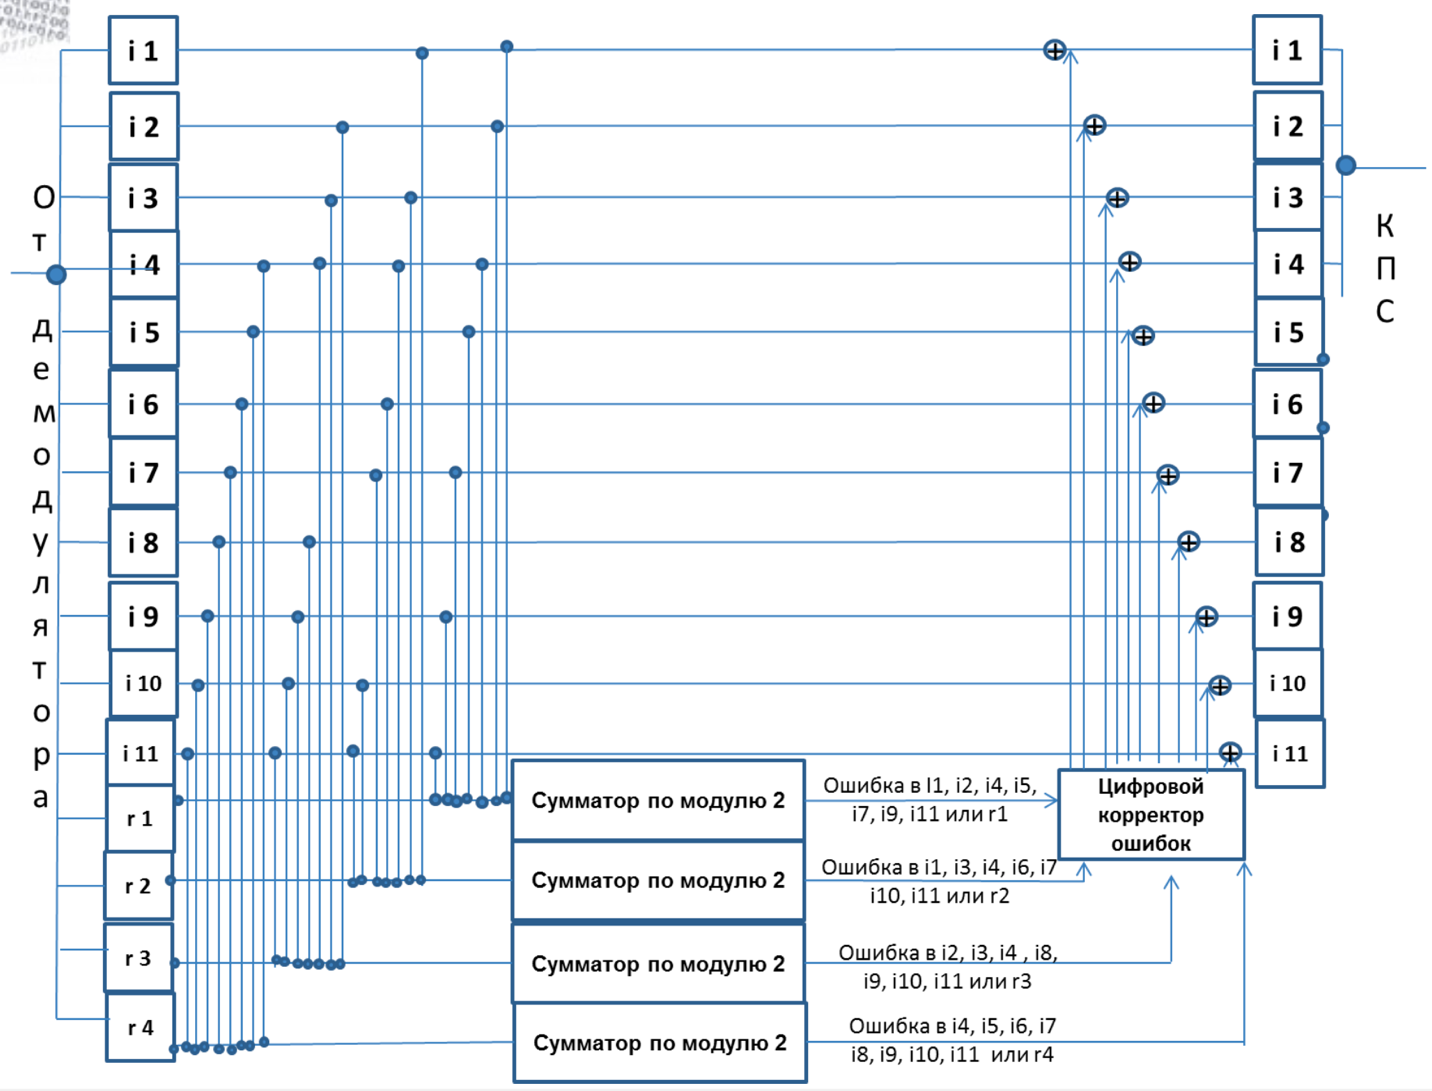 От демодулятора
i 1
i 2
i 3
i 4
i 5
i 6
i 7
i 8
i 9
i 10
i 11
r 1
r 2
r 3
r 4
Сумматор по модулю 2
Сумматор по модулю 2
Сумматор по модулю 2
Сумматор по модулю 2
Ошибка в I1, i2, i4, i5,
i7, i9, i11 или r1
Ошибка в i1, i3, i4, i6, i7
i10, i11 или r2
Ошибка в i2, i3, i4 , i8,
i9, i10, i11 или r3
Ошибка в i4, i5, i6, i7
i8, i9, i10, i11 или r4
Цифровой
корректор
ошибок
i 1
i 2
i 3
i 4
i 5
i 6
i 7
i 8
i 9
i 10
i 11
КПС